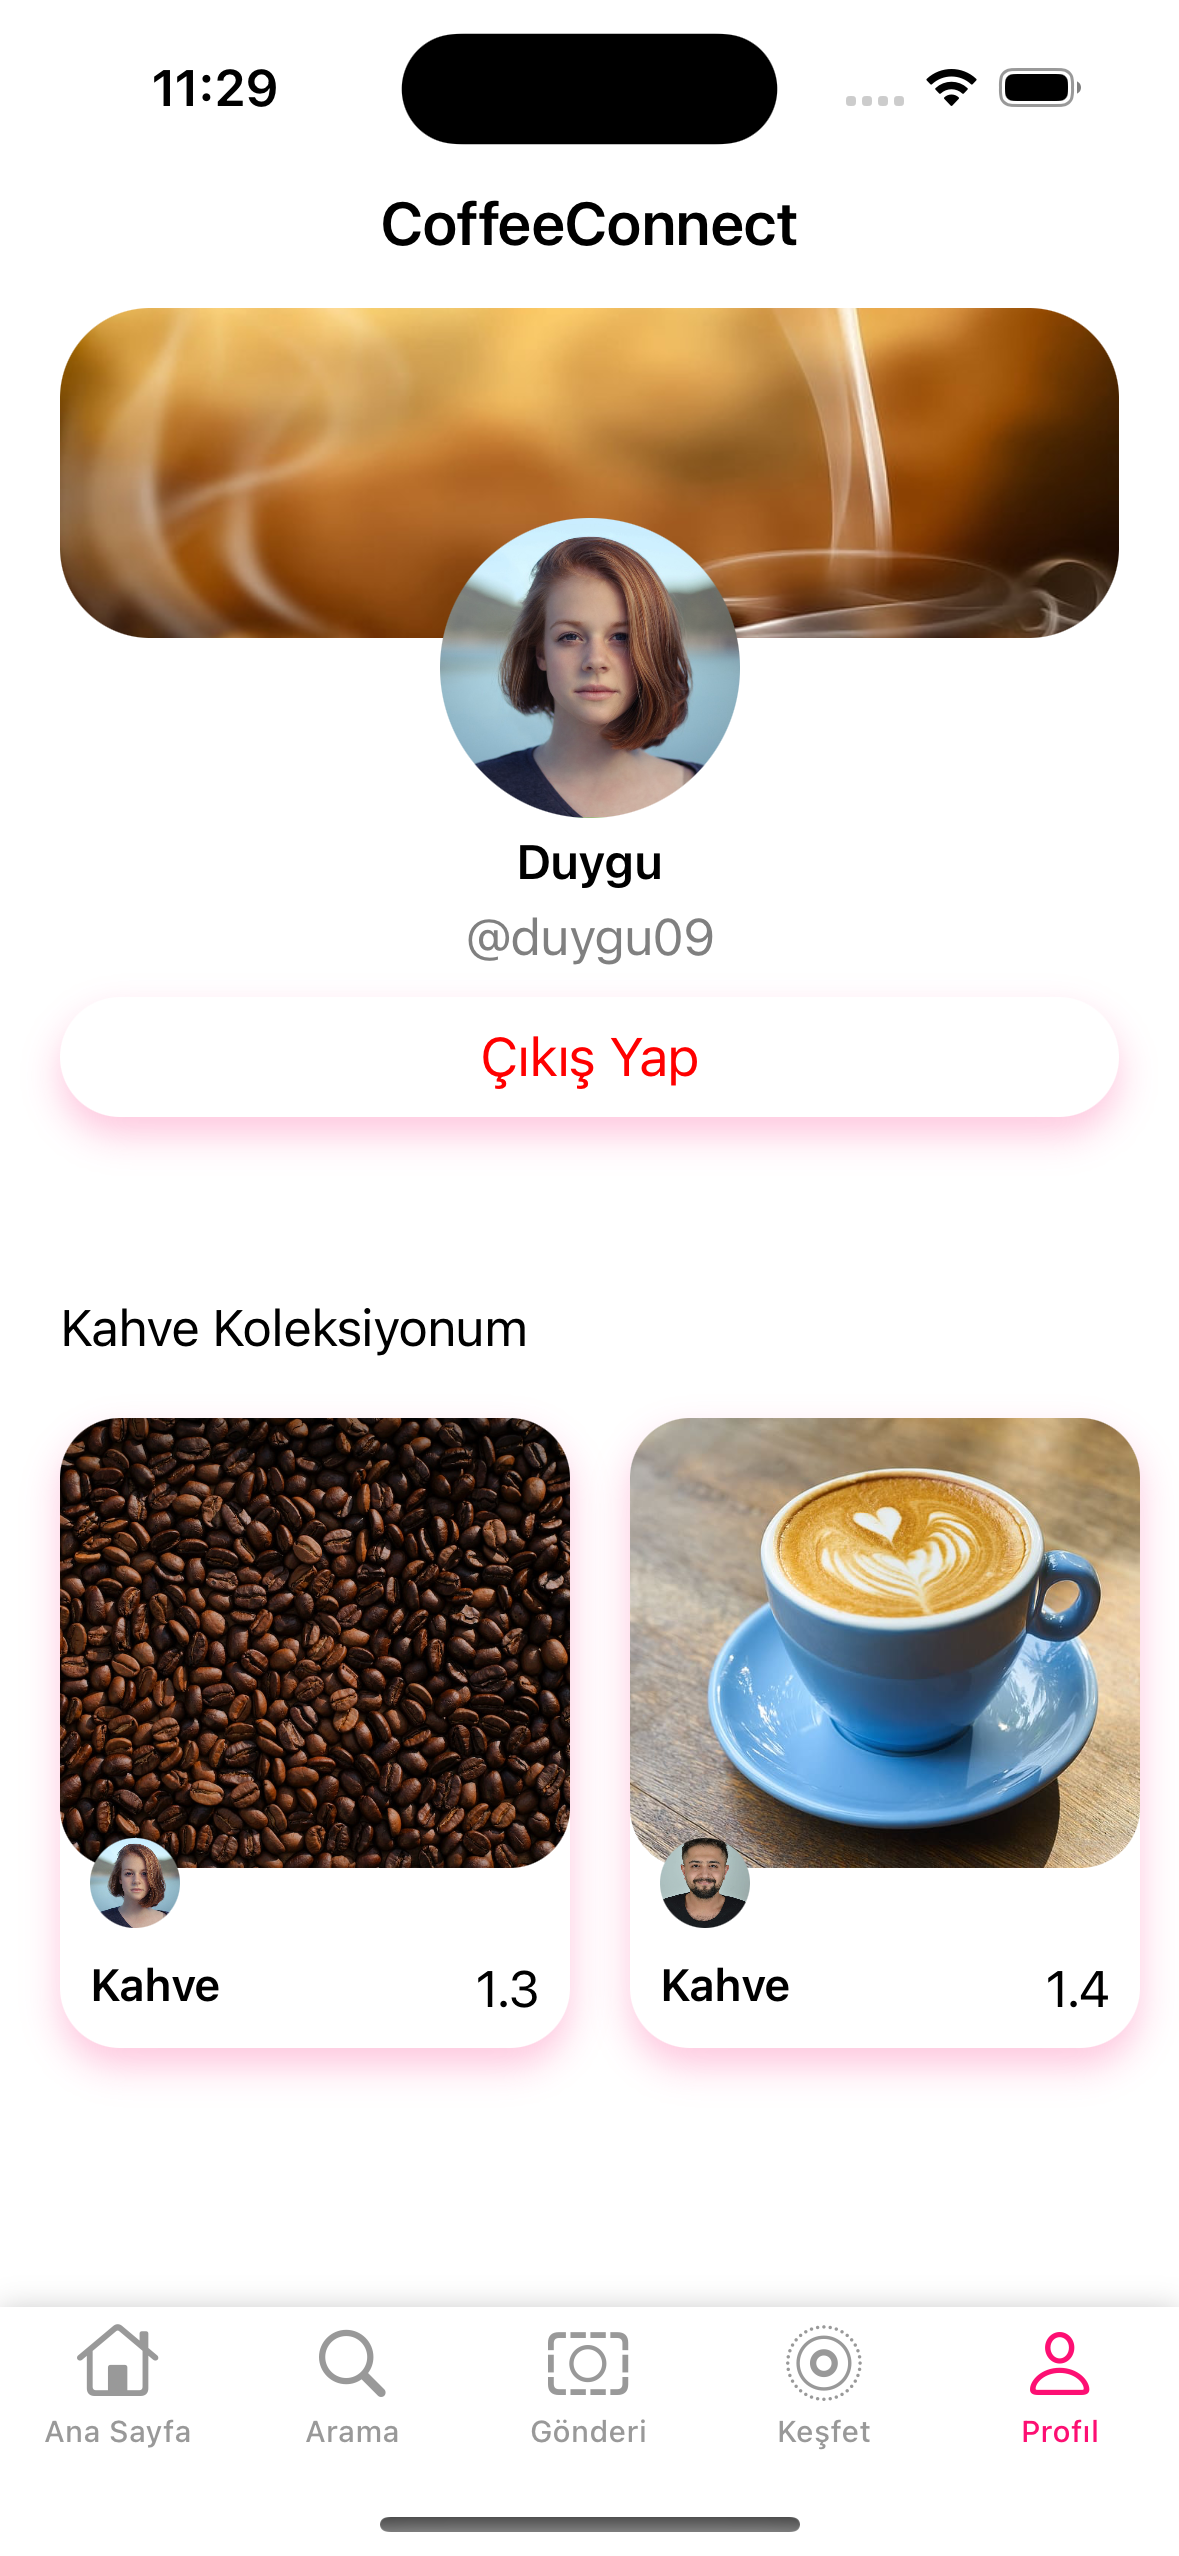 11:29
CoffeeConnect
Duygu
@duygu09
Çıkış Yap
Kahve Koleksiyonum
Kahve 1.3
Kahve 1.4
Ana Sayfa
Arama
Gönderi
Keşfet
Profıl